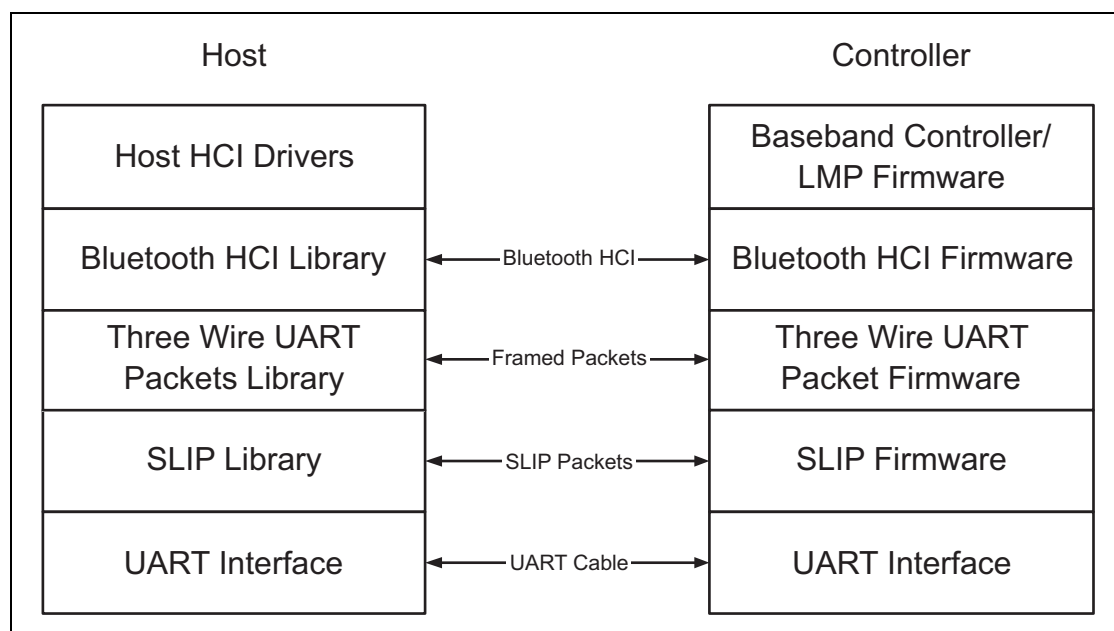 Host
Controller
Host HCI Drivers
Baseband Controller/
LMP Firmware
Bluetooth HCI Library
Bluetooth HCI
Bluetooth HCI Firmware
Three Wire UART
Packets Library
Framed Packets
Three Wire UART
Packet Firmware
SLIP Library
SLIP Packets
SLIP Firmware
UART Interface
UART Cable
UART Interface